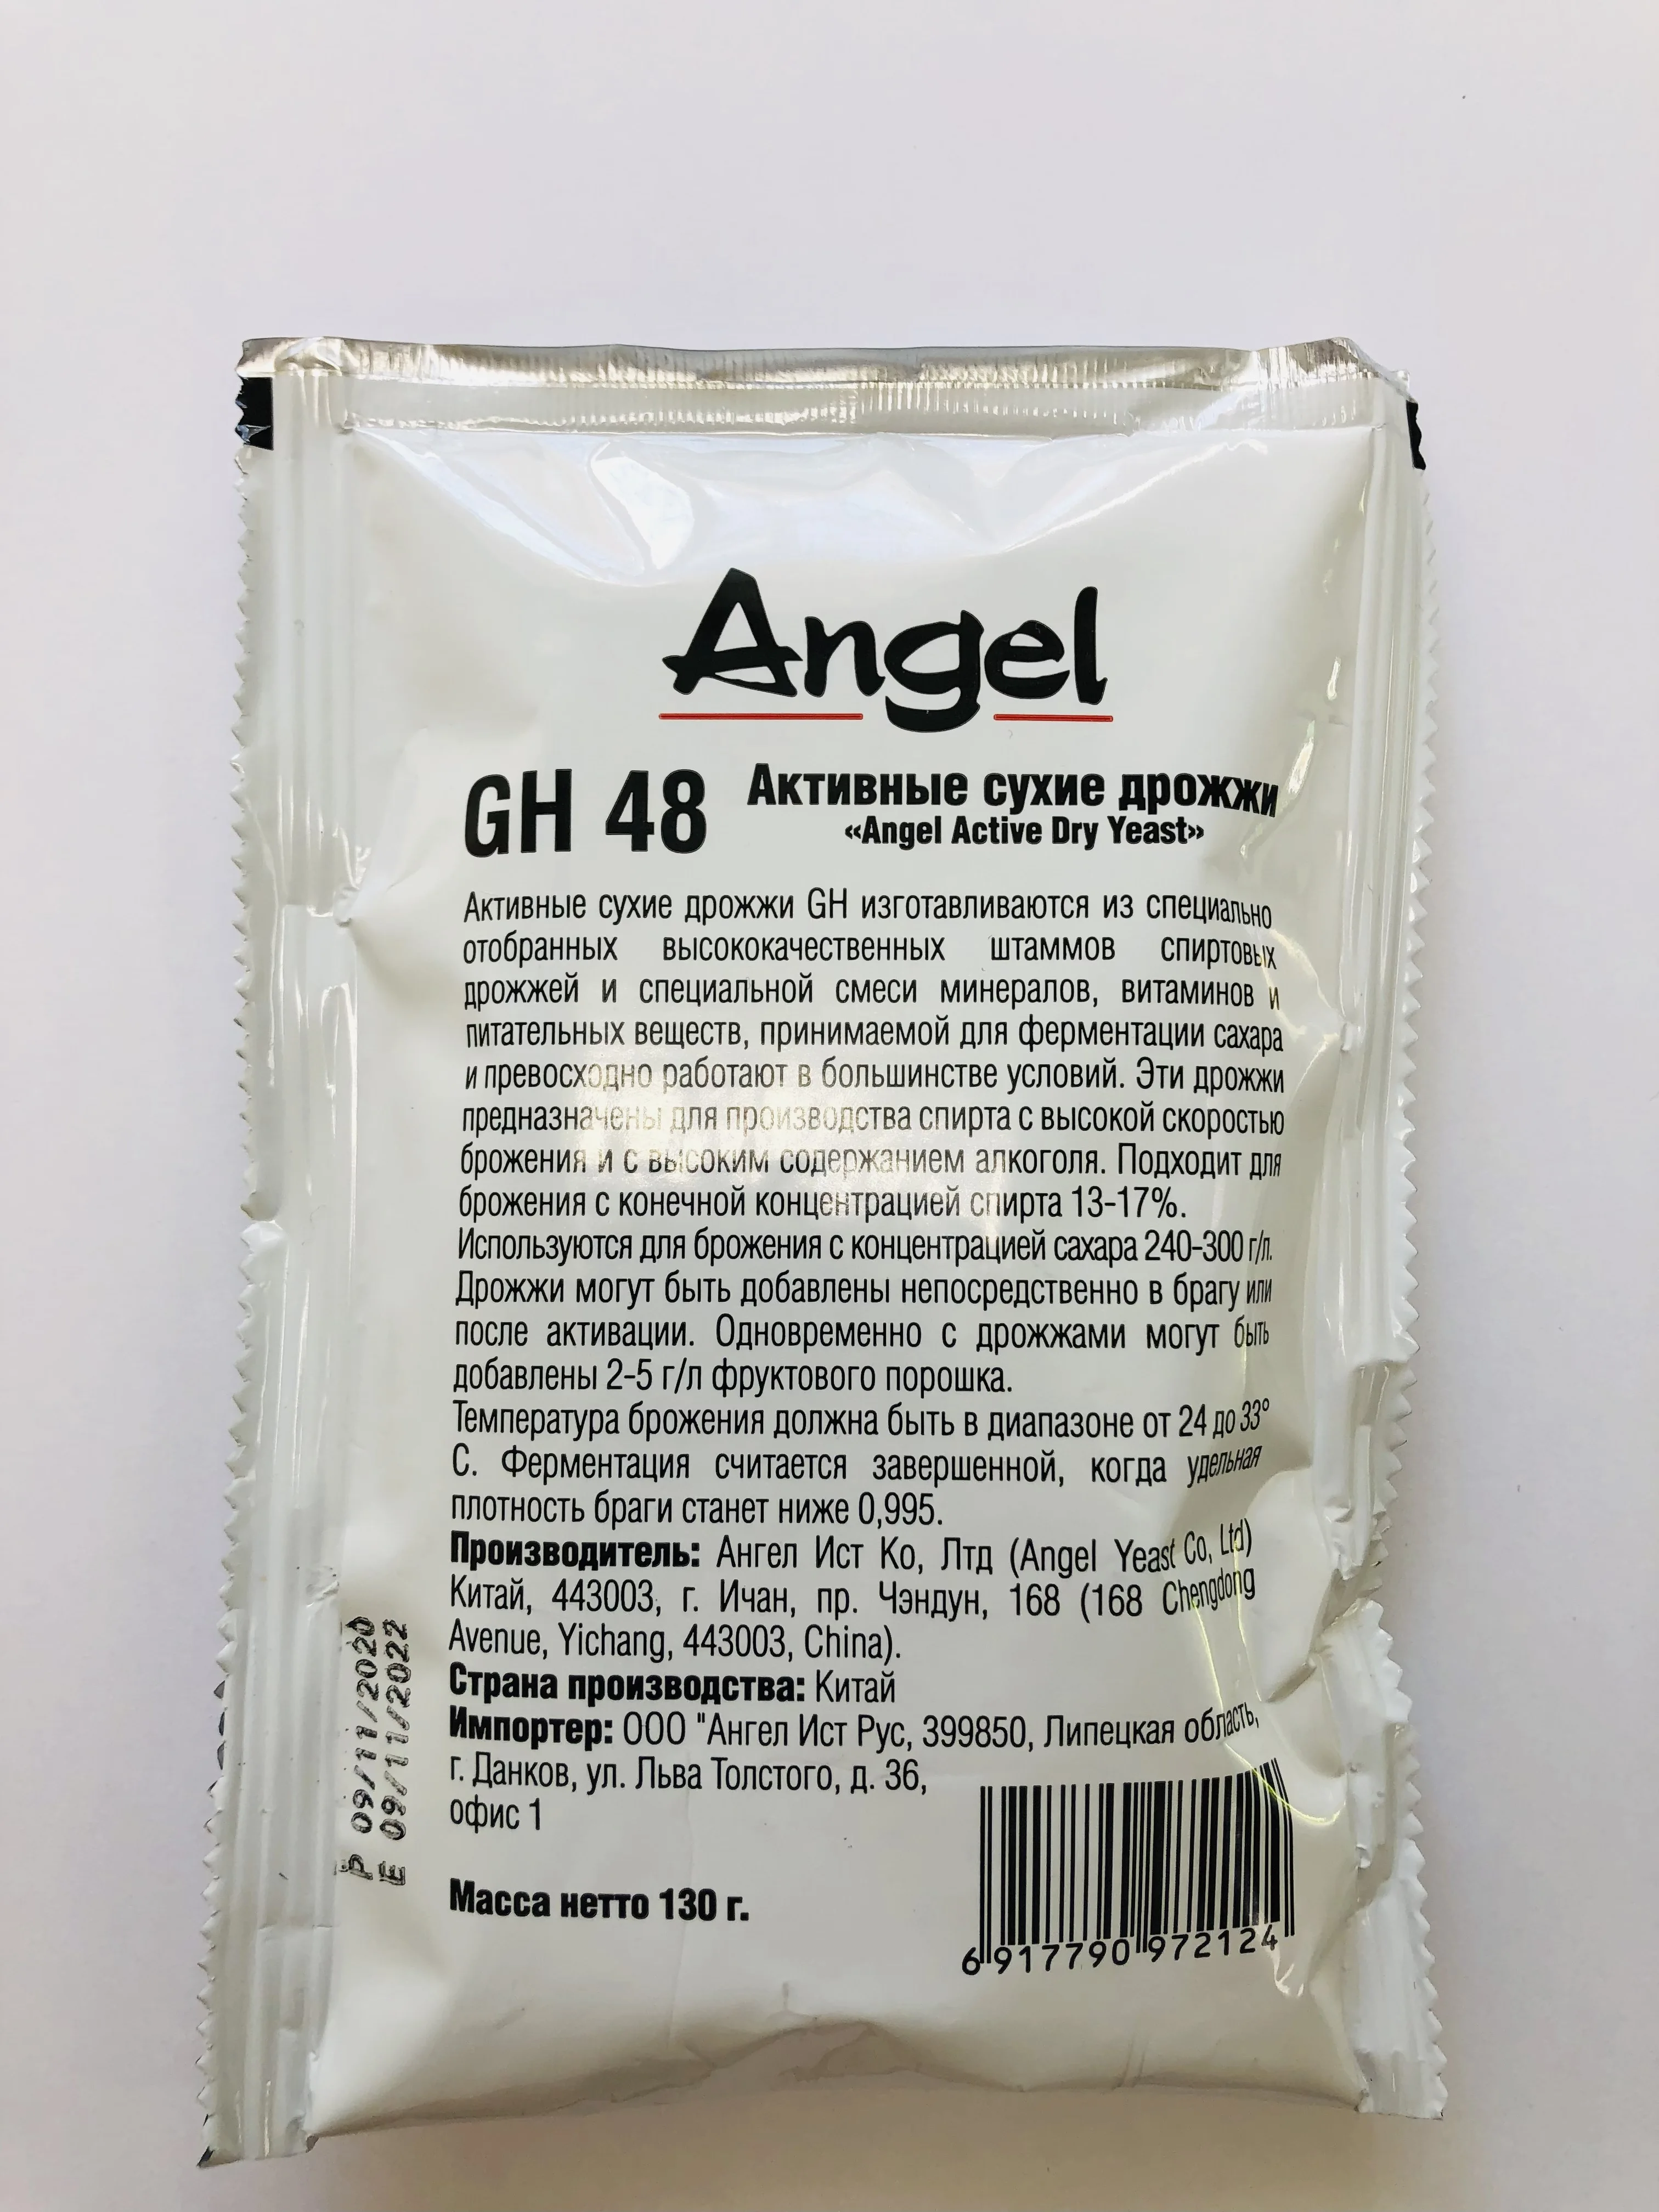 Angel
GH 48
Активные сухие дрожжи
«Angel Active Dry Yeast»
Активные сухие дрожжи GH изготавливаются из специально
отобранных высококачественных штаммов спиртовых
дрожжей и специальной смеси минералов, витаминов и
питательных веществ, принимаемой для ферментации сахара
и превосходно работают в большинстве условий. Эти дрожжи
предназначены для производства спирта с высокой скоростью
брожения и с высоким содержанием алкоголя. Подходит для
брожения с конечной концентрацией спирта 13-17%.
Используются для брожения с концентрацией сахара 240-300 г/л.
Дрожжи могут быть добавлены непосредственно в брагу или
после активации. Одновременно с дрожжами могут быть
добавлены 2-5 г/л фруктового порошка.
Температура брожения должна быть в диапазоне от 24 до 33°
С. Ферментация считается завершенной, когда удельная
плотность браги станет ниже 0,995.
Производитель: Ангел Ист Ко, Лтд (Angel Yeast Co, Ltd)
Китай, 443003, г. Ичан, пр. Чэндун, 168 (168 Chengdong
Avenue, Yichang, 443003, China).
Страна производства: Китай
Импортер: ООО "Ангел Ист Рус, 399850, Липецкая область,
г. Данков, ул. Льва Толстого, д. 36,
офис 1
Масса нетто 130 г.
6 917790 972124
P 09/11/2020
E 09/11/2022